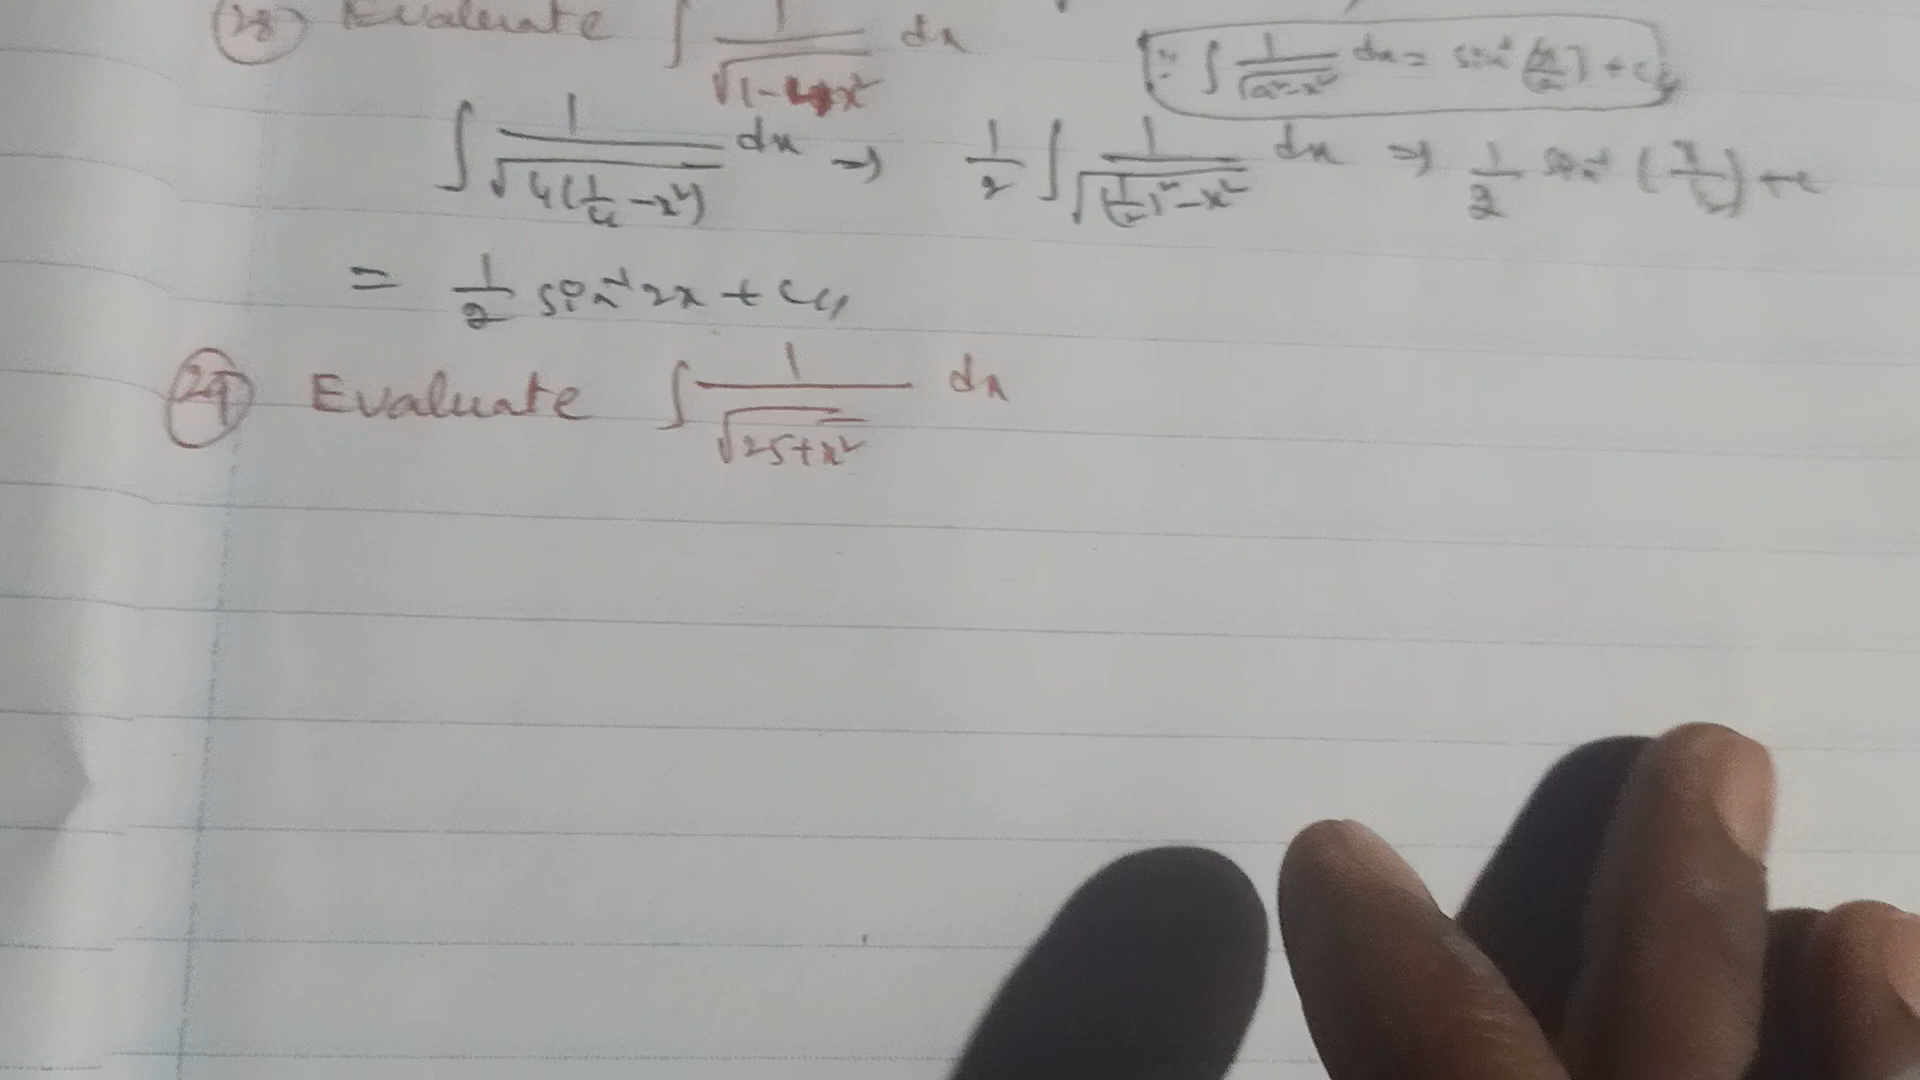 28 Evaluate ∫ 1/√(1-4x²) dx
[∵ ∫ 1/√(a²-x²) dx = sin⁻¹(x/a) + c]
∫ 1/√(4(1/4 - x²)) dx → 1/2 ∫ 1/√((1/2)² - x²) dx ⇒ 1/2 sin⁻¹ (x/(1/2)) + c
= 1/2 sin⁻¹ 2x + c//
29 Evaluate ∫ 1/√(25+x²) dx